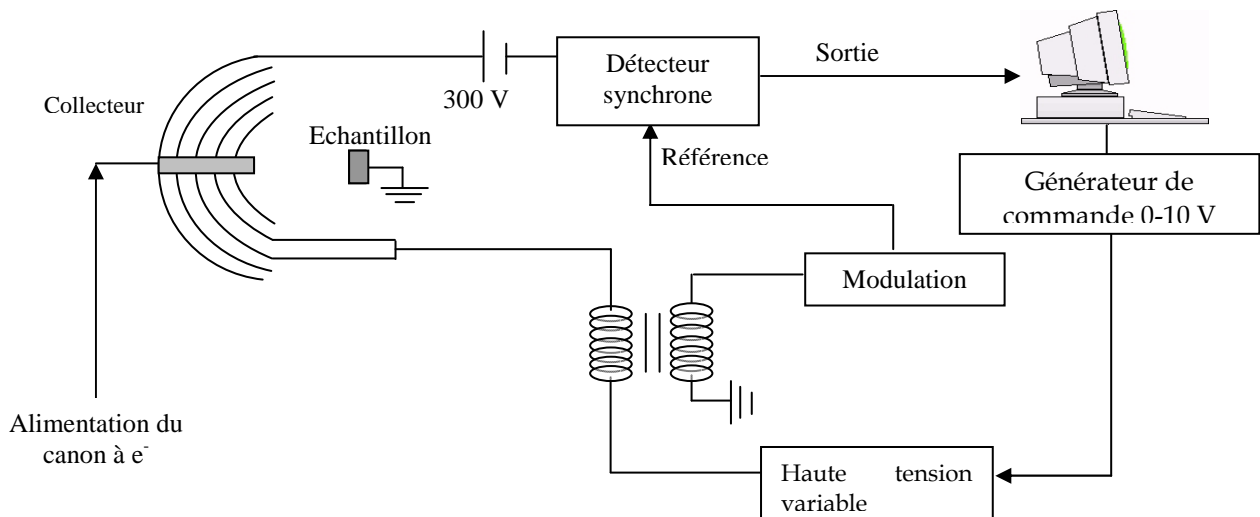 Collecteur
300 V
Détecteur
synchrone
Sortie
Echantillon
Référence
Générateur de
commande 0-10 V
Modulation
Alimentation du
canon à e⁻
Haute tension
variable